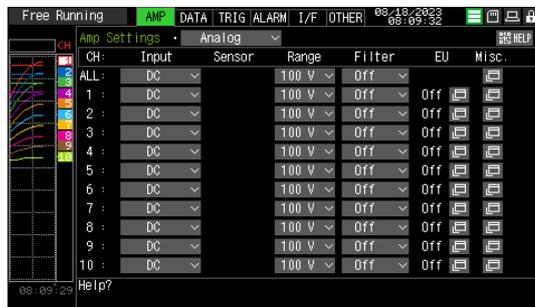 Free Running AMP DATA TRIG ALARM I/F OTHER 08/18/2023 08:09:32
CH Amp Settings • Analog HELP
CH: Input Sensor Range Filter EU Misc.
ALL: DC 100 V Off
1 : DC 100 V Off Off
2 : DC 100 V Off Off
3 : DC 100 V Off Off
4 : DC 100 V Off Off
5 : DC 100 V Off Off
6 : DC 100 V Off Off
7 : DC 100 V Off Off
8 : DC 100 V Off Off
9 : DC 100 V Off Off
10 : DC 100 V Off Off
1
2
3
4
5
6
7
8
9
10
08:09:29 Help?